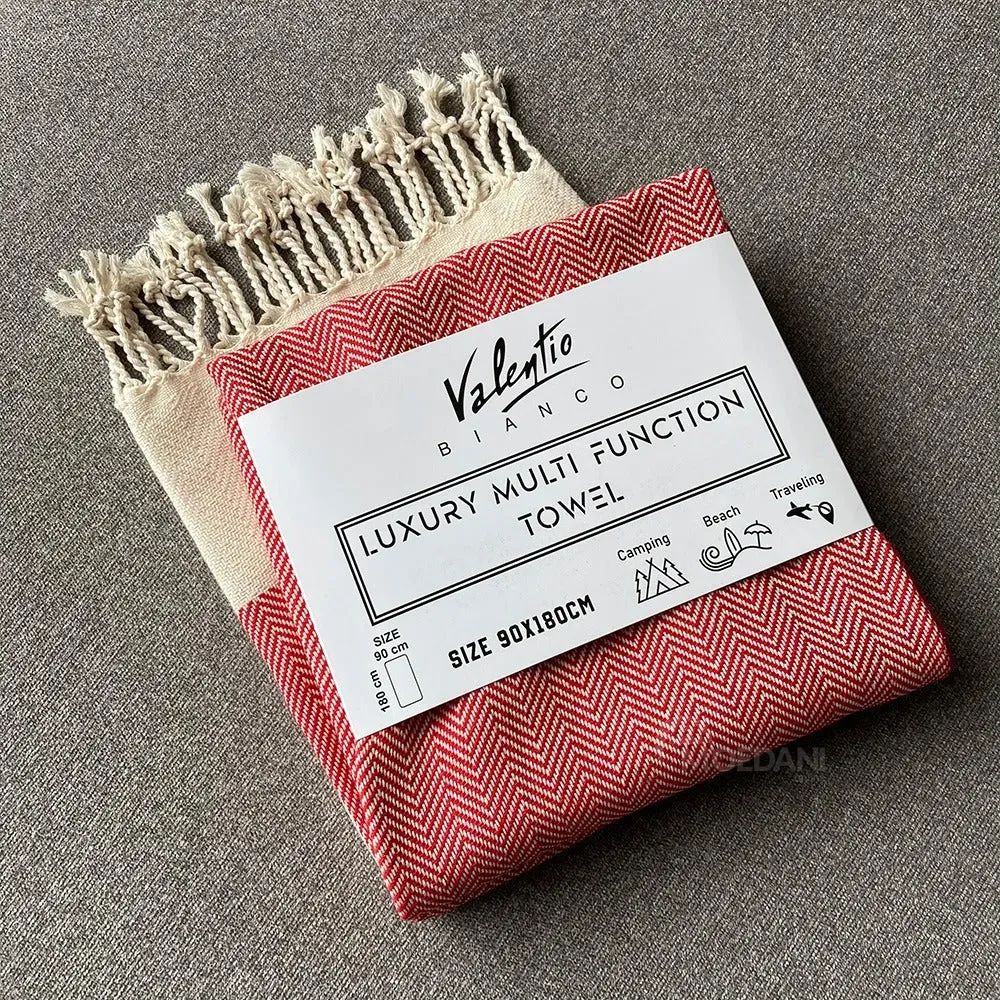 Valentio
BIANCO
LUXURY MULTI FUNCTION
TOWEL
Camping
Beach
Traveling
SIZE
90 cm
180 cm
SIZE 90X180CM